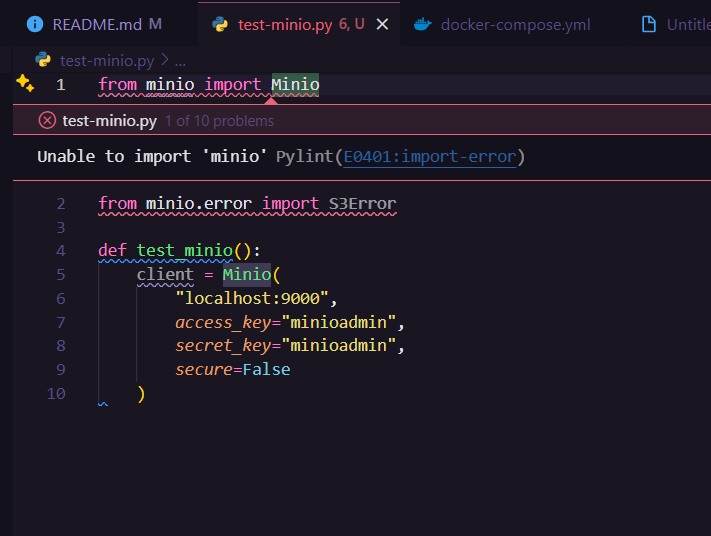 README.md M
test-minio.py 6, U
docker-compose.yml
Untitle
test-minio.py > ...
1 from minio import Minio
test-minio.py 1 of 10 problems
Unable to import 'minio' Pylint(E0401:import-error)
2 from minio.error import S3Error
3
4 def test_minio():
5 client = Minio(
6 "localhost:9000",
7 access_key="minioadmin",
8 secret_key="minioadmin",
9 secure=False
10 )